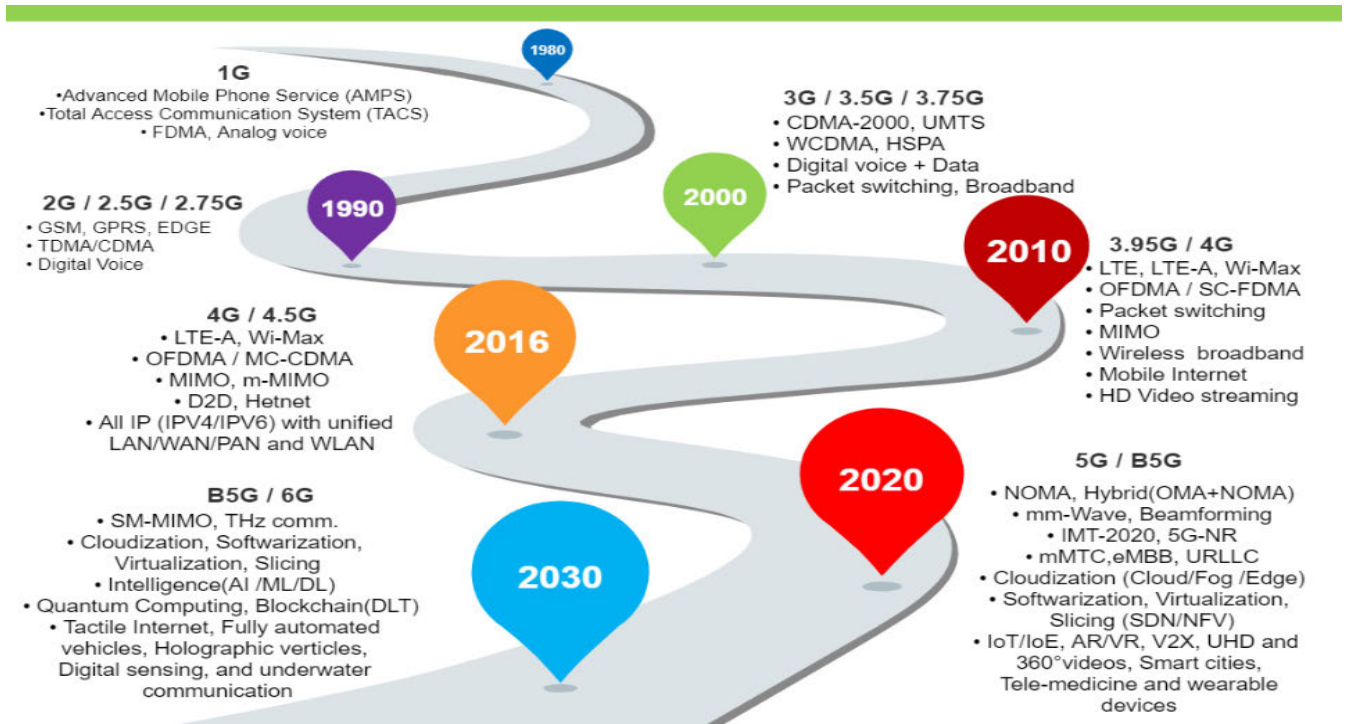 1980
1G
•Advanced Mobile Phone Service (AMPS)
•Total Access Communication System (TACS)
• FDMA, Analog voice
1990
2G / 2.5G / 2.75G
• GSM, GPRS, EDGE
• TDMA/CDMA
• Digital Voice
2000
3G / 3.5G / 3.75G
• CDMA-2000, UMTS
• WCDMA, HSPA
• Digital voice + Data
• Packet switching, Broadband
2010
3.95G / 4G
• LTE, LTE-A, Wi-Max
• OFDMA / SC-FDMA
• Packet switching
• MIMO
• Wireless broadband
• Mobile Internet
• HD Video streaming
2016
4G / 4.5G
• LTE-A, Wi-Max
• OFDMA / MC-CDMA
• MIMO, m-MIMO
• D2D, Hetnet
• All IP (IPV4/IPV6) with unified
LAN/WAN/PAN and WLAN
2020
5G / B5G
• NOMA, Hybrid(OMA+NOMA)
• mm-Wave, Beamforming
• IMT-2020, 5G-NR
• mMTC,eMBB, URLLC
• Cloudization (Cloud/Fog /Edge)
• Softwarization, Virtualization,
Slicing (SDN/NFV)
• IoT/IoE, AR/VR, V2X, UHD and
360°videos, Smart cities,
Tele-medicine and wearable
devices
2030
B5G / 6G
• SM-MIMO, THz comm.
• Cloudization, Softwarization,
Virtualization, Slicing
• Intelligence(AI /ML/DL)
• Quantum Computing, Blockchain(DLT)
• Tactile Internet, Fully automated
vehicles, Holographic verticles,
Digital sensing, and underwater
communication